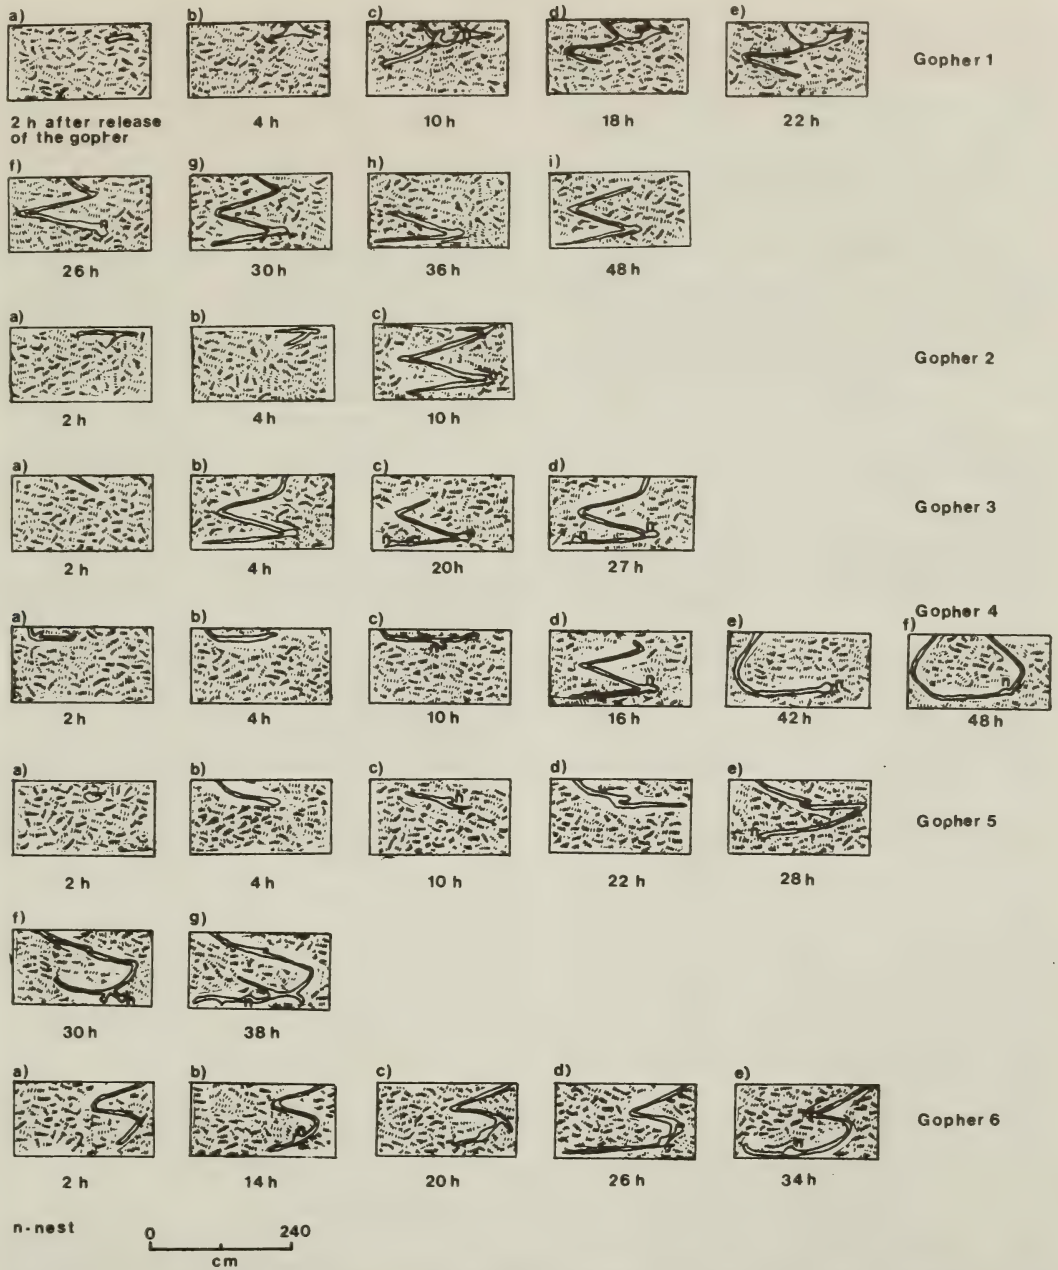 a) b) c) d) e)
Gopher 1
2 h after release of the gopher 4 h 10 h 18 h 22 h
f) g) h) i)
n
26 h 30 h 36 h 48 h
a) b) c)
Gopher 2
2 h 4 h 10 h
a) b) c) d)
Gopher 3
n n n n
2 h 4 h 20h 27 h
Gopher 4
a) b) c) d) e) f)
n n n n
2 h 4 h 10 h 16 h 42 h 48 h
a) b) c) d) e)
n n
Gopher 5
2 h 4 h 10 h 22 h 28 h
f) g)
n n
30 h 38 h
a) b) c) d) e)
Gopher 6
n n
2 h 14 h 20 h 26 h 34 h
n-nest 0 240
cm